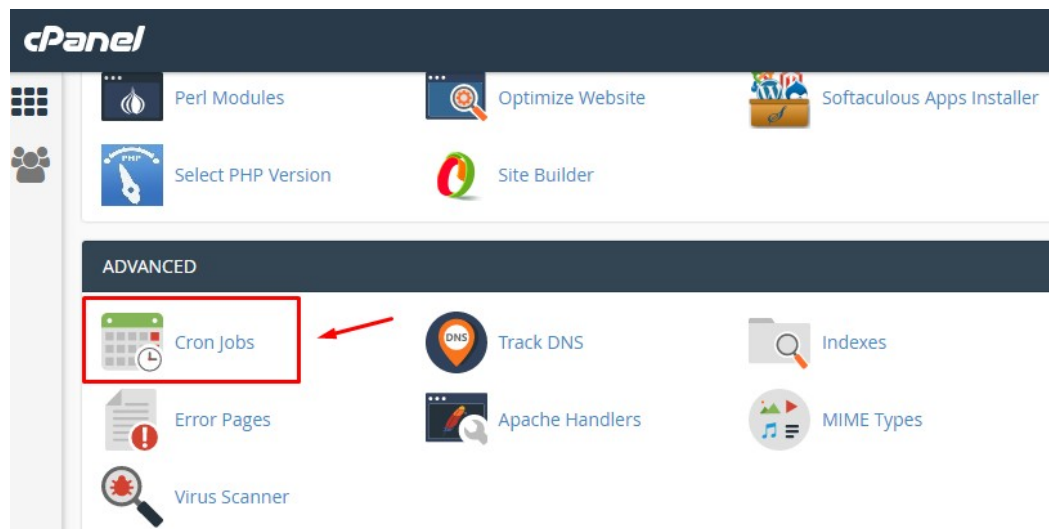 cPanel
Perl Modules
Optimize Website
Softaculous Apps Installer
PHP
Select PHP Version
Site Builder
ADVANCED
Cron Jobs
DNS
Track DNS
Indexes
Error Pages
Apache Handlers
MIME Types
Virus Scanner